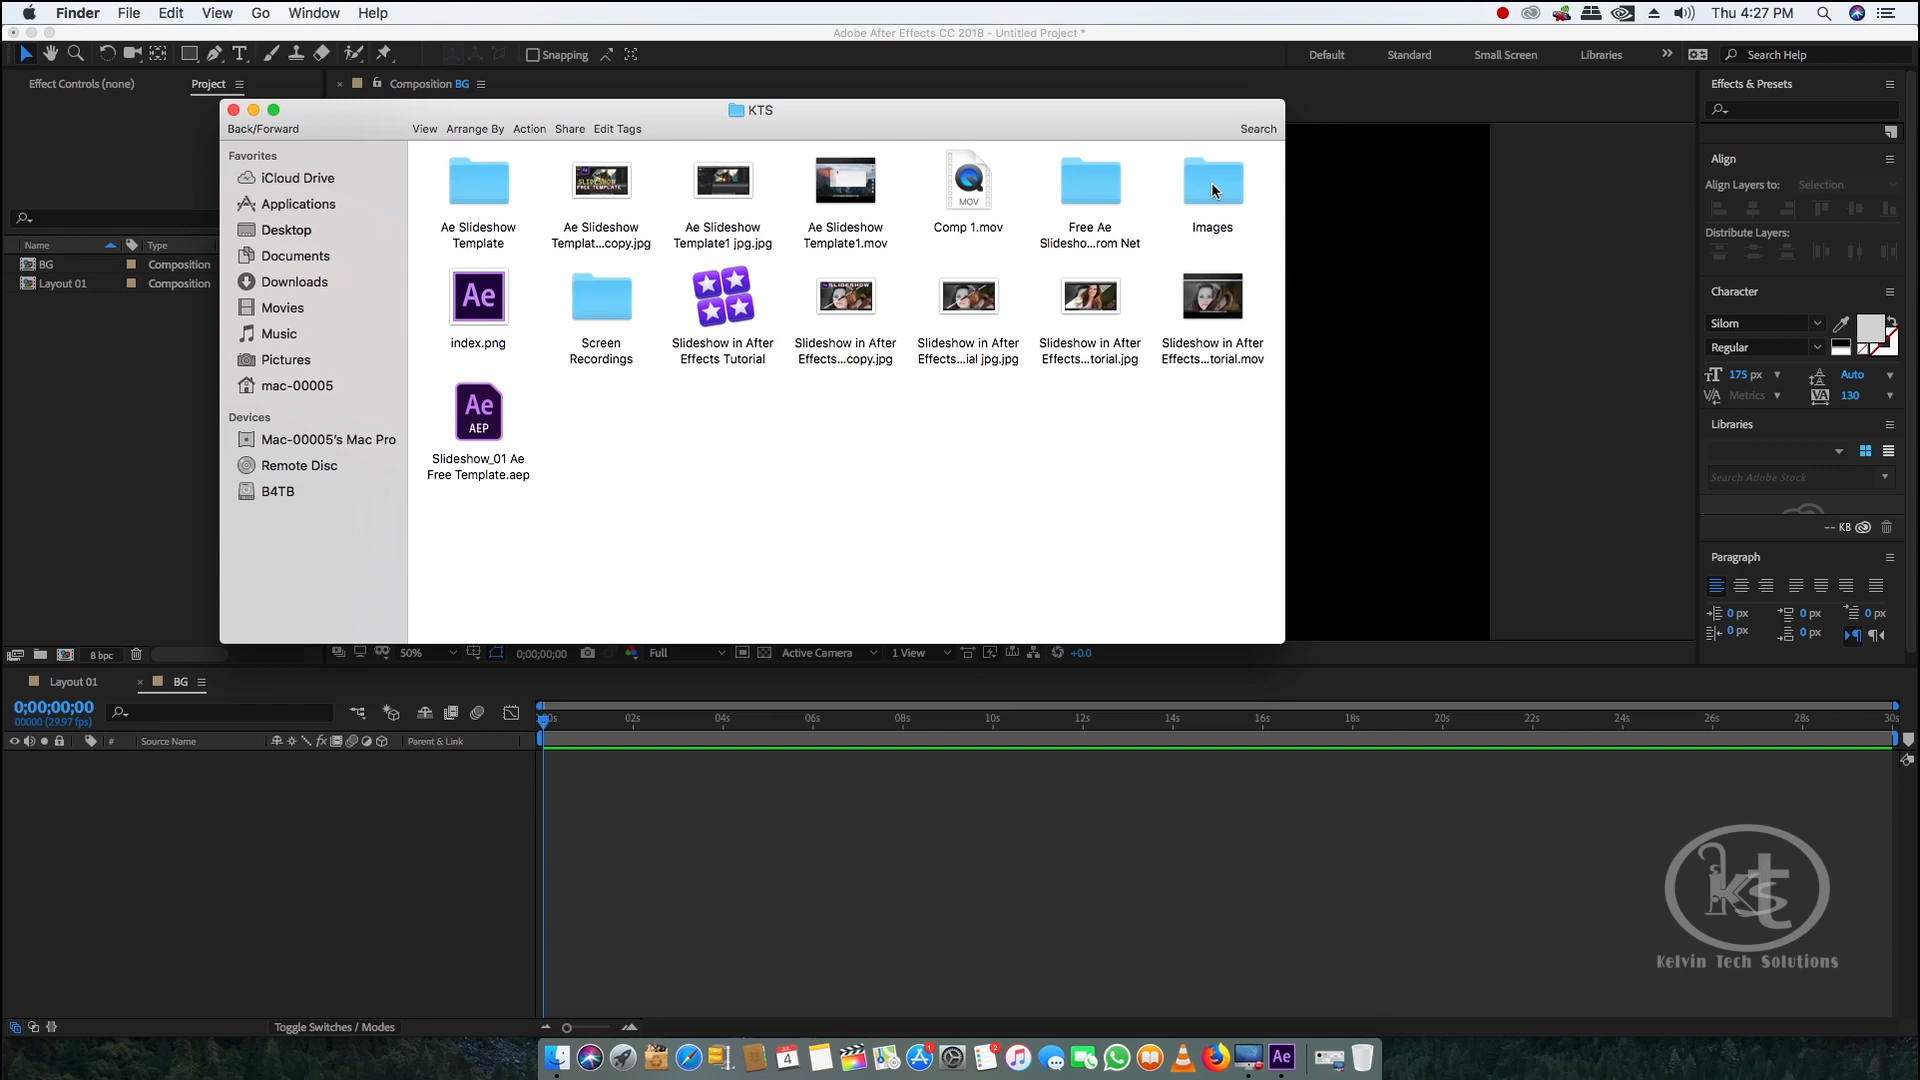 Finder File Edit View Go Window Help
Thu 4:27 PM
Adobe After Effects CC 2018 - Untitled Project *
Snapping
Default Standard Small Screen Libraries
Search Help
Effect Controls (none)
Project
Composition BG
Effects & Presets
KTS
Back/Forward
View Arrange By Action Share Edit Tags
Search
Favorites
iCloud Drive
Applications
Desktop
Documents
Downloads
Movies
Music
Pictures
mac-00005
Devices
Mac-00005's Mac Pro
Remote Disc
B4TB
MOV
Ae Slideshow
Template
Ae Slideshow
Templat...copy.jpg
Ae Slideshow
Template1 jpg.jpg
Ae Slideshow
Template1.mov
Comp 1.mov
Free Ae
Slidesho...rom Net
Images
Ae
index.png
Screen
Recordings
Slideshow in After
Effects Tutorial
Slideshow in After
Effects...copy.jpg
Slideshow in After
Effects...ial jpg.jpg
Slideshow in After
Effects...torial.jpg
Slideshow in After
Effects...torial.mov
Ae
AEP
Slideshow_01 Ae
Free Template.aep
Name Type
BG Composition
Layout 01 Composition
Align
Align Layers to: Selection
Distribute Layers:
Character
Silom
Regular
175 px Auto
Metrics 130
Libraries
Search Adobe Stock
-- KB
Paragraph
0 px 0 px 0 px
0 px 0 px
8 bpc
50% 0;00;00;00 Full Active Camera 1 View +0.0
Layout 01 BG
0;00;00;00
00000 (29.97 fps)
02s 04s 06s 08s 10s 12s 14s 16s 18s 20s 22s 24s 26s 28s 30s
# Source Name fx Parent & Link
Kelvin Tech Solutions
Toggle Switches / Modes
Ae